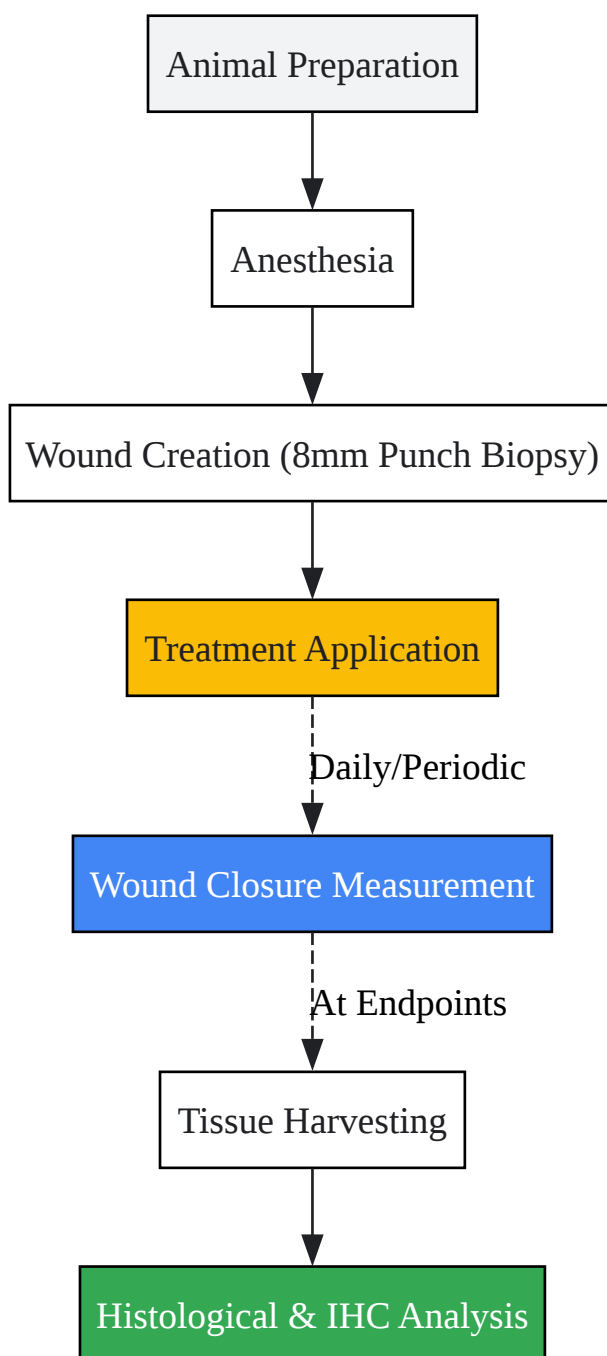 Animal Preparation
Anesthesia
Wound Creation (8mm Punch Biopsy)
Treatment Application
Daily/Periodic
Wound Closure Measurement
At Endpoints
Tissue Harvesting
Histological & IHC Analysis